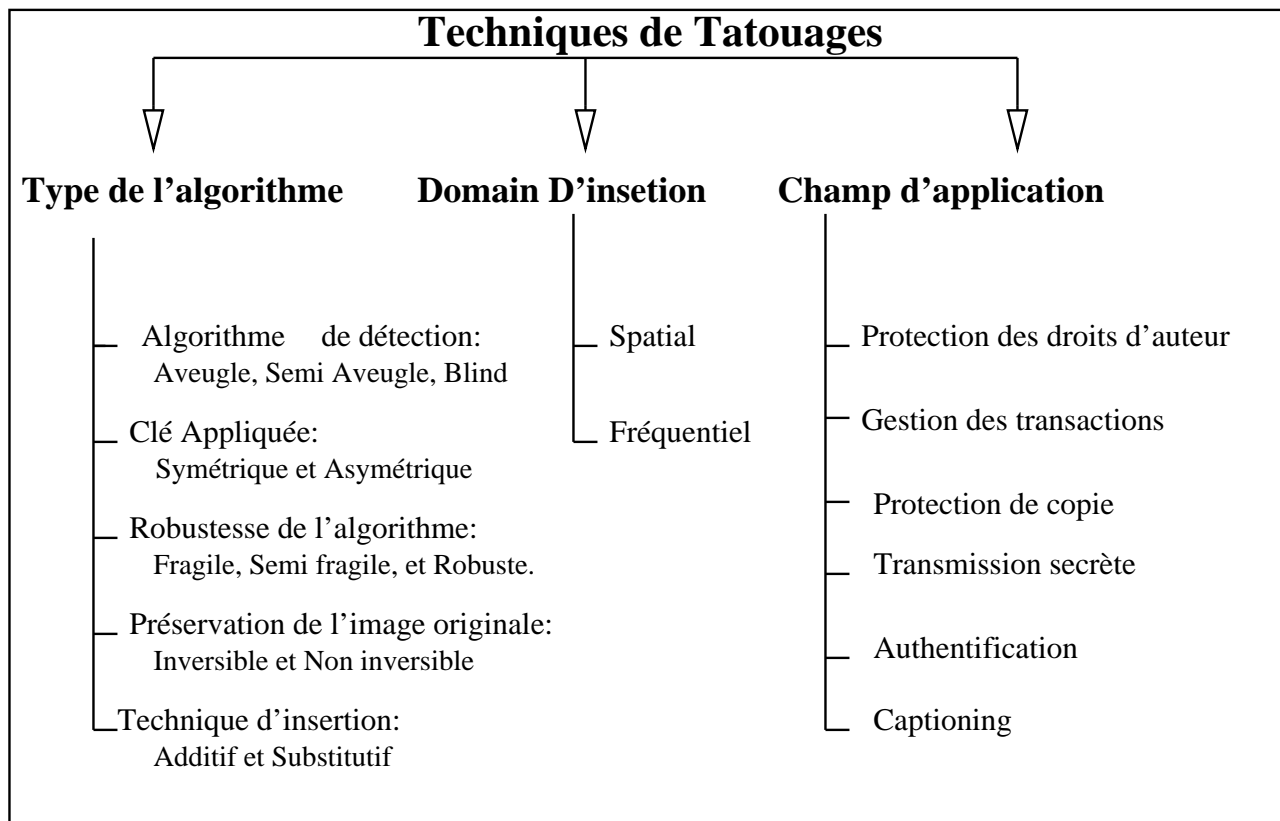 Techniques de Tatouages
Type de l'algorithme
Algorithme de détection:
Aveugle, Semi Aveugle, Blind
Clé Appliquée:
Symétrique et Asymétrique
Robustesse de l'algorithme:
Fragile, Semi fragile, et Robuste.
Préservation de l'image originale:
Inversible et Non inversible
Technique d'insertion:
Additif et Substitutif
Domain D'insetion
Spatial
Fréquentiel
Champ d'application
Protection des droits d'auteur
Gestion des transactions
Protection de copie
Transmission secrète
Authentification
Captioning